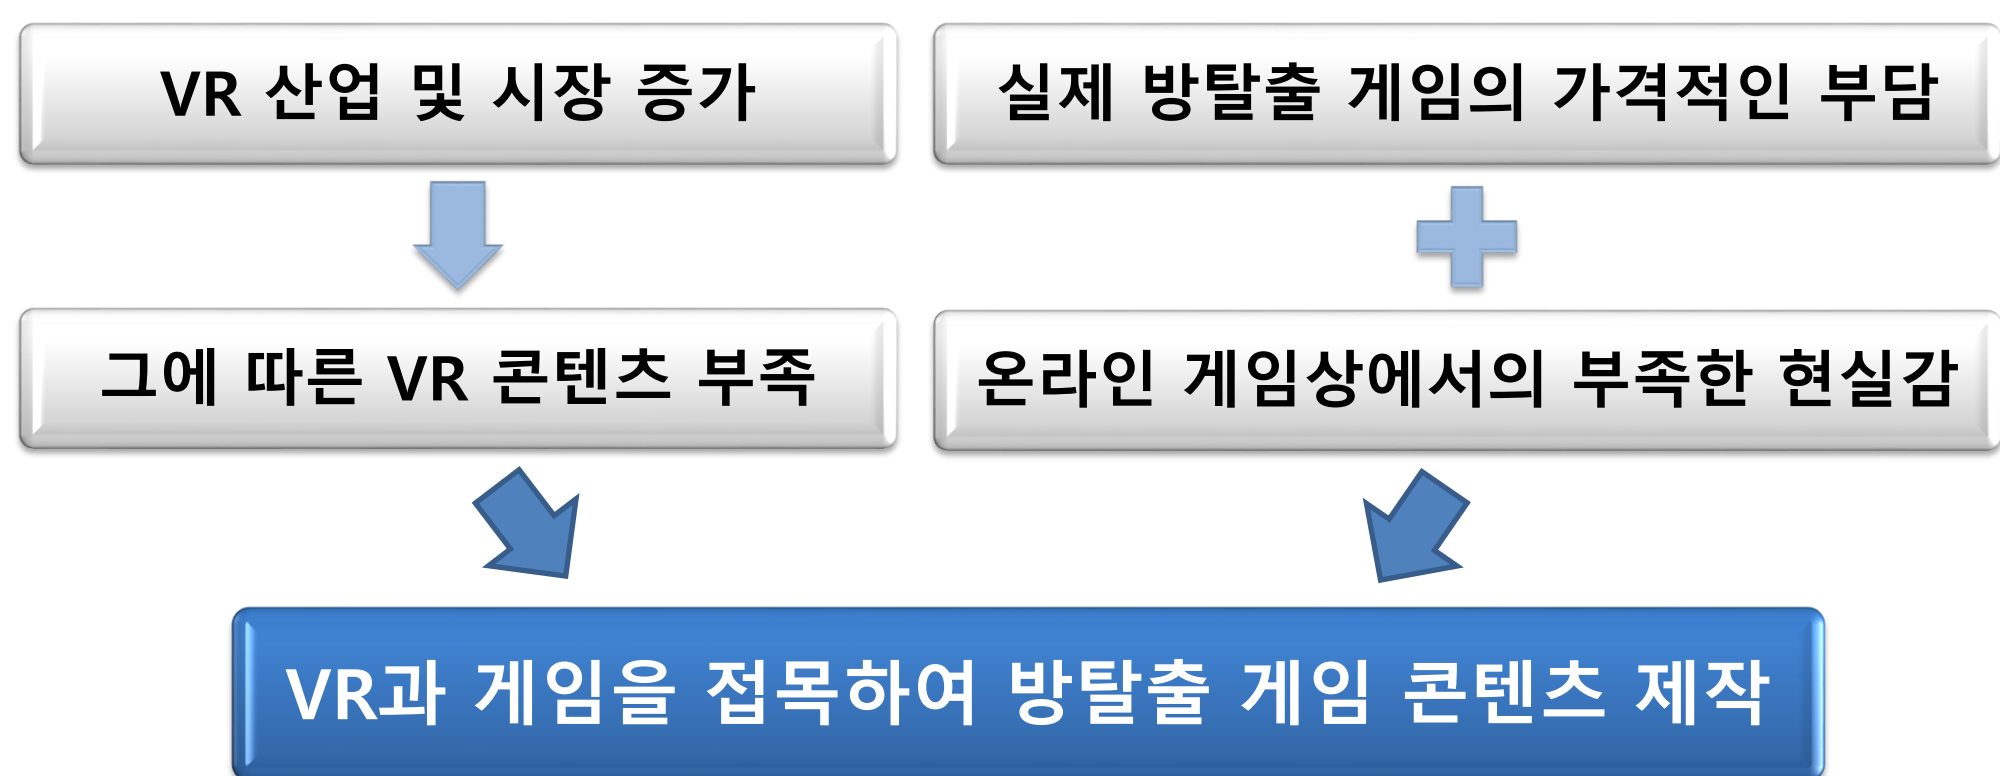 VR 산업 및 시장 증가
실제 방탈출 게임의 가격적인 부담
그에 따른 VR 콘텐츠 부족
온라인 게임상에서의 부족한 현실감
VR과 게임을 접목하여 방탈출 게임 콘텐츠 제작